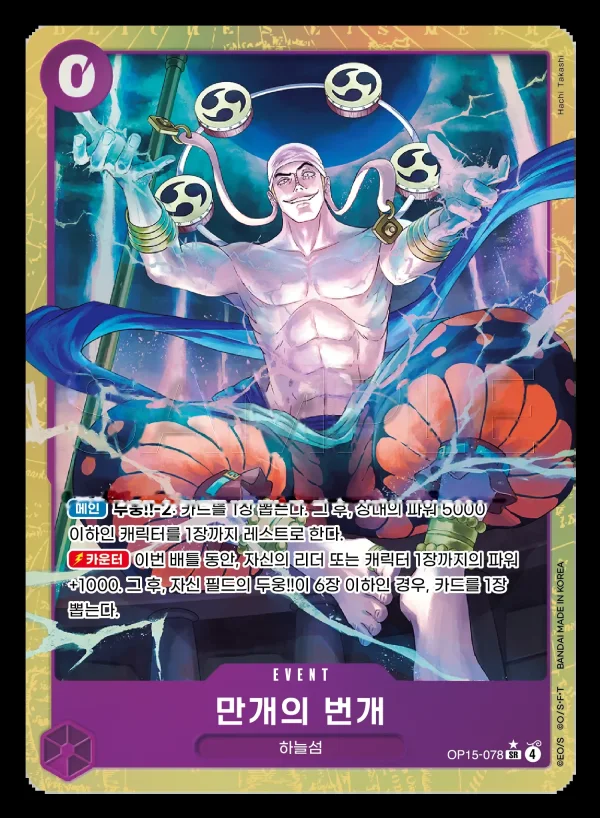 0
Hachi Takashi
SAMPLE
메인 두웅!!-2: 카드를 1장 뽑는다. 그 후, 상대의 파워 5000
이하인 캐릭터를 1장까지 레스트로 한다.
카운터 이번 배틀 동안, 자신의 리더 또는 캐릭터 1장까지의 파워
+1000. 그 후, 자신 필드의 두웅!!이 6장 이하인 경우, 카드를 1장
뽑는다.
EVENT
만개의 번개
하늘섬
OP15-078 SR 4
©EO/S ©O/S·F·T BANDAI MADE IN KOREA